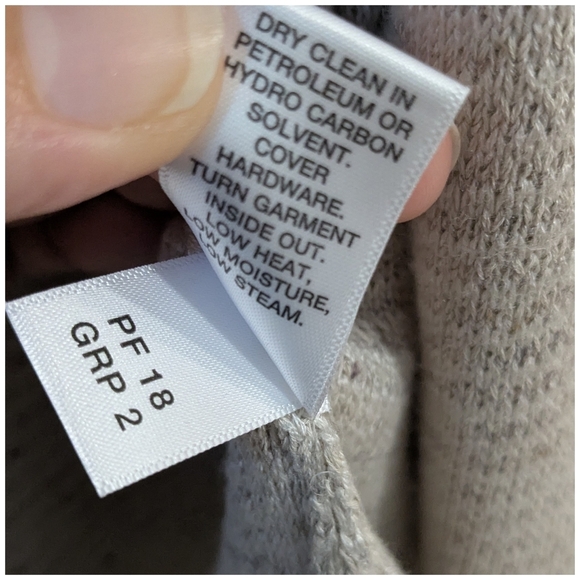 DRY CLEAN IN
PETROLEUM OR
HYDRO CARBON
SOLVENT.
COVER
HARDWARE.
TURN GARMENT
INSIDE OUT.
LOW HEAT,
LOW MOISTURE,
LOW STEAM.
PF 18
GRP 2